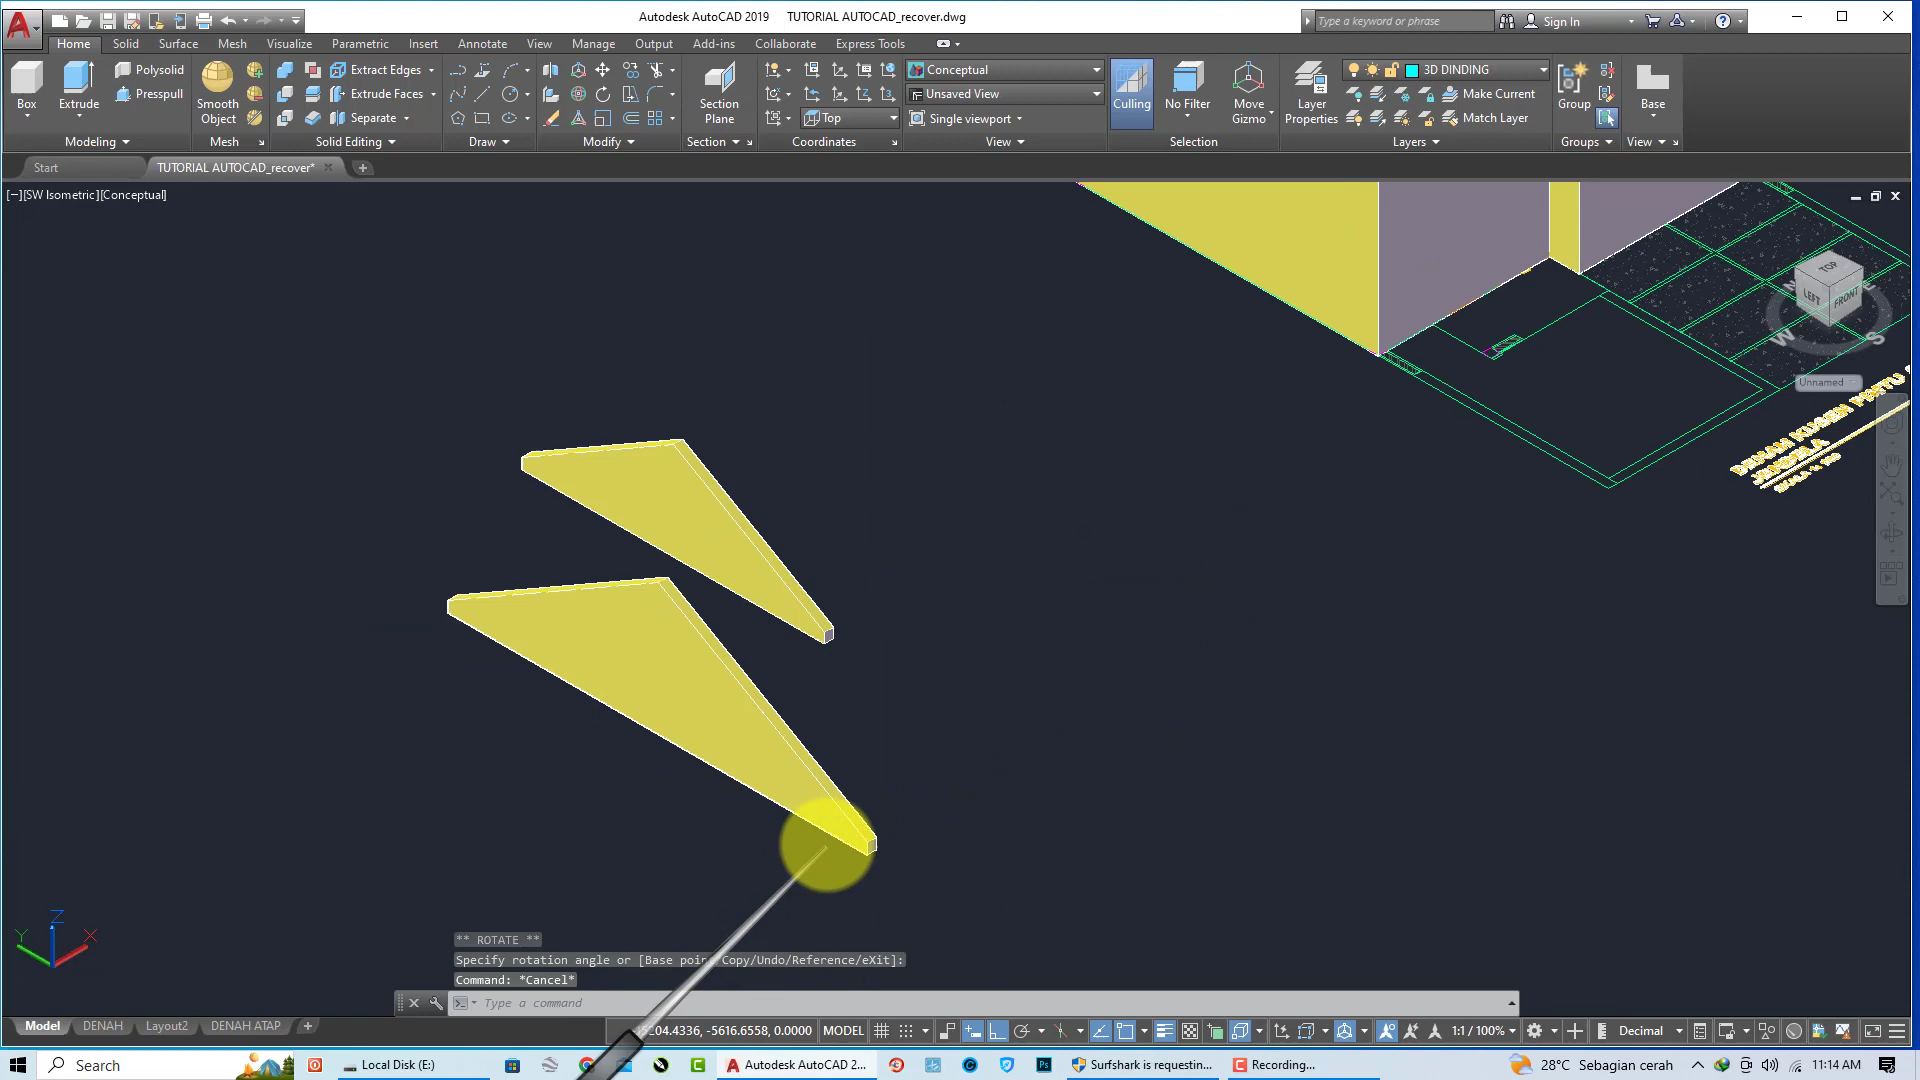 Autodesk AutoCAD 2019 TUTORIAL AUTOCAD_recover.dwg
Type a keyword or phrase
Sign In
Home Solid Surface Mesh Visualize Parametric Insert Annotate View Manage Output Add-ins Collaborate Express Tools
Box
Extrude
Polysolid
Presspull
Smooth
Object
Extract Edges
Extrude Faces
Separate
Section
Plane
Top
Conceptual
Unsaved View
Single viewport
Culling
No Filter
Move
Gizmo
Layer
Properties
3D DINDING
Make Current
Match Layer
Group
Base
Modeling Mesh Solid Editing Draw Modify Section Coordinates View Selection Layers Groups View
Start TUTORIAL AUTOCAD_recover*
[−][SW Isometric][Conceptual]
TOP
LEFT FRONT
W S
Unnamed
DENAH KUSEN PINTU
JENDELA
Z
Y X
** ROTATE **
Specify rotation angle or [Base point/Copy/Undo/Reference/eXit]:
Command: *Cancel*
Type a command
Model DENAH Layout2 DENAH ATAP
-5616.6558, 0.0000 MODEL 1:1 / 100% Decimal
Search Local Disk (E:) Autodesk AutoCAD 2... Surfshark is requestin... Recording... 28°C Sebagian cerah 11:14 AM